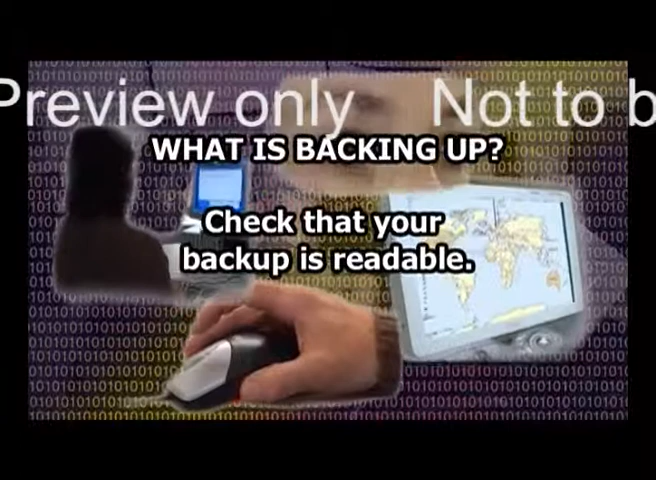 Preview only Not to b
WHAT IS BACKING UP?
Check that your
backup is readable.